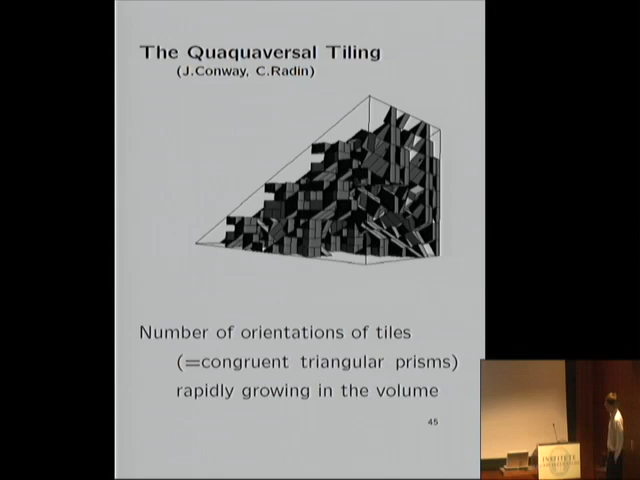 The Quaquaversal Tiling
(J.Conway, C.Radin)
Number of orientations of tiles
(=congruent triangular prisms)
rapidly growing in the volume
45
INSTITUTE